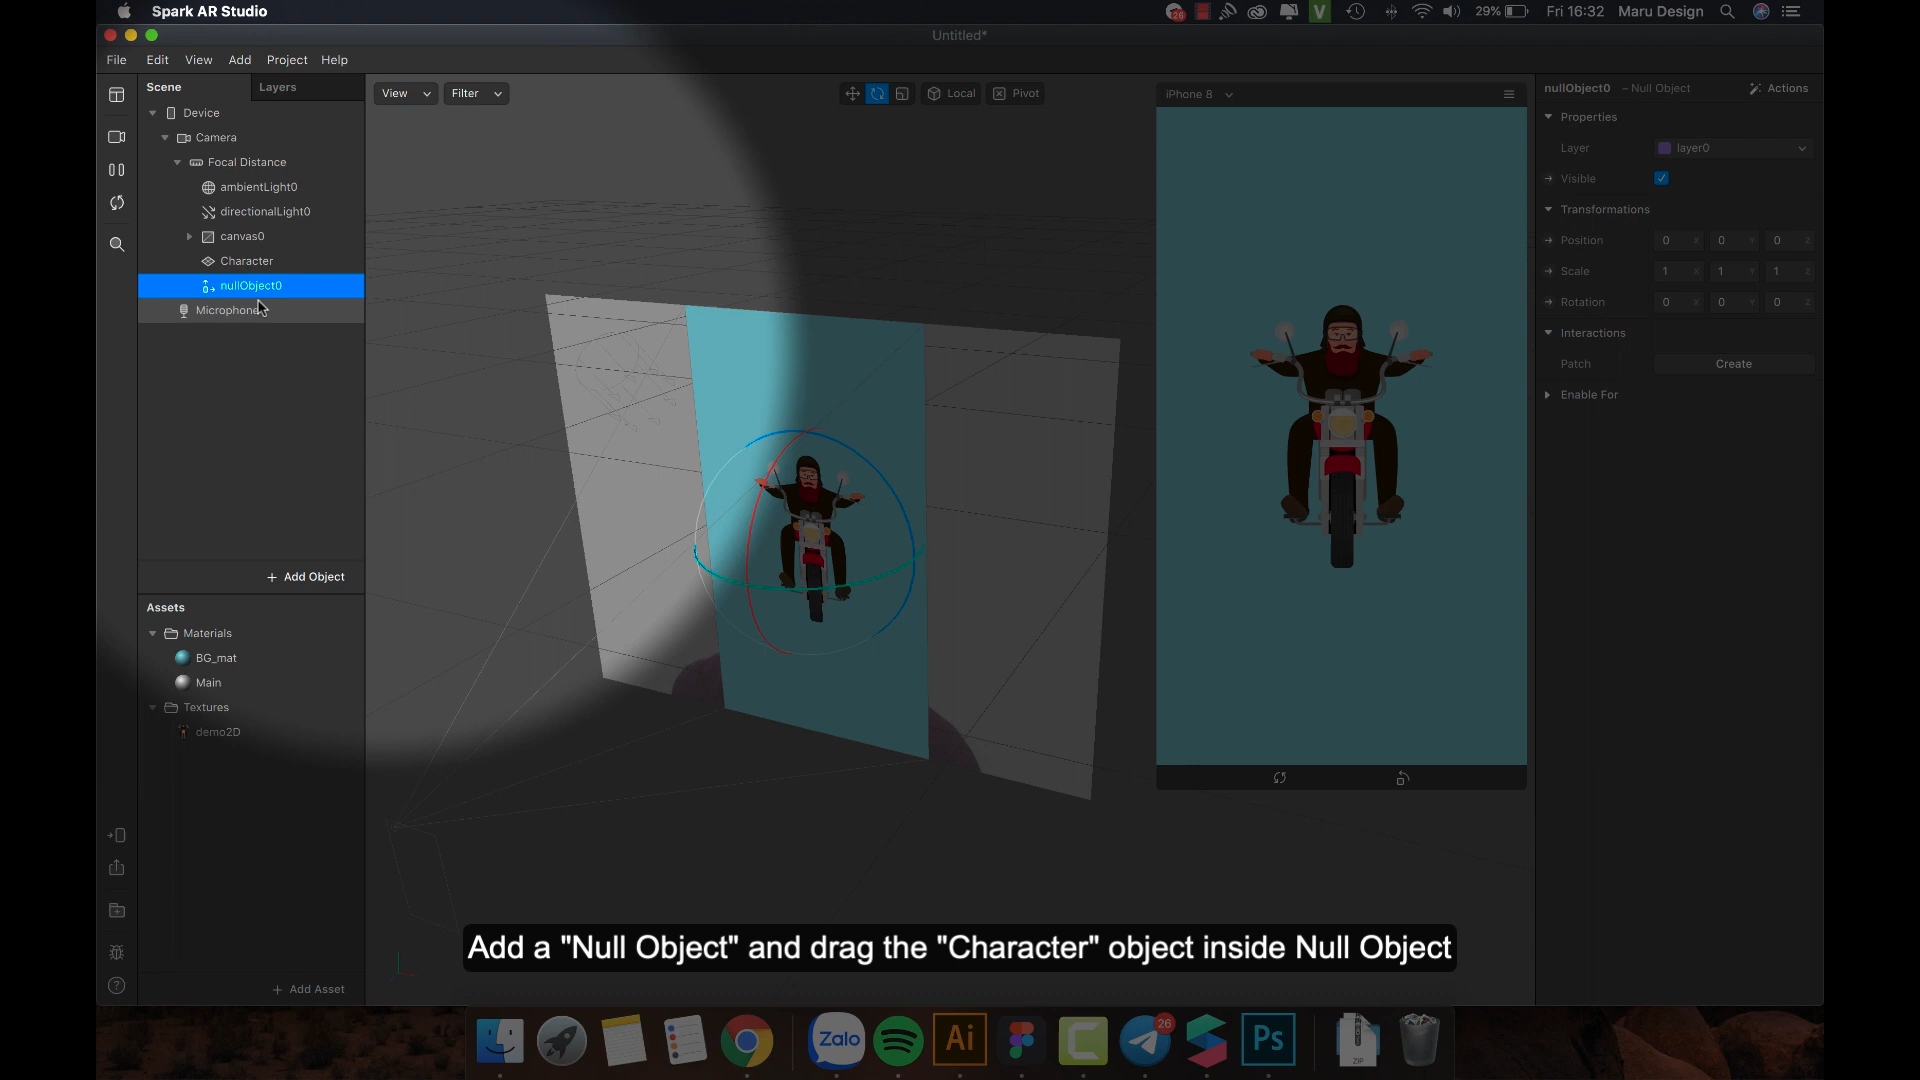 Spark AR Studio
26
29%
Fri 16:32
Maru Design
Untitled*
File Edit View Add Project Help
Scene
Layers
Device
Camera
Focal Distance
ambientLight0
directionalLight0
canvas0
Character
nullObject0
Microphone
+ Add Object
Assets
Materials
BG_mat
Main
Textures
demo2D
+ Add Asset
View
Filter
Local
Pivot
iPhone 8
nullObject0 - Null Object
Actions
Properties
Layer layer0
Visible
Transformations
Position 0 X 0 Y 0 Z
Scale 1 X 1 Y 1 Z
Rotation 0 X 0 Y 0 Z
Interactions
Patch Create
Enable For
Add a "Null Object" and drag the "Character" object inside Null Object
Zalo
Ai
26
Ps
ZIP